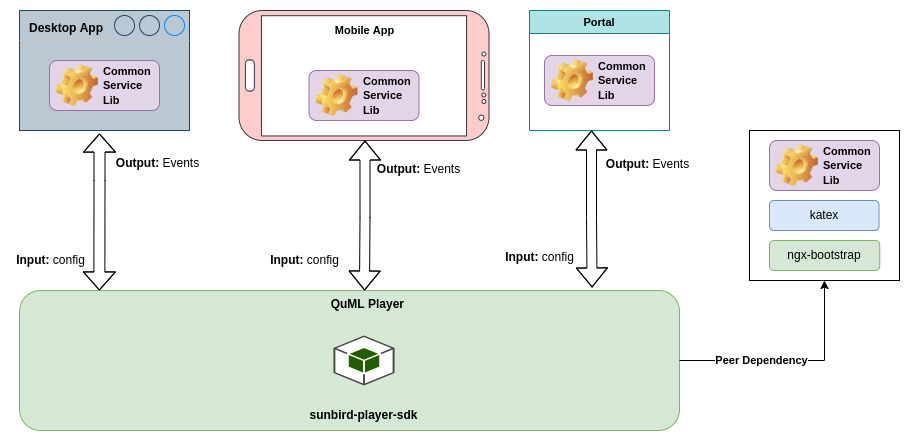 Desktop App
Common
Service
Lib
Mobile App
Common
Service
Lib
Portal
Common
Service
Lib
Output: Events
Output: Events
Output: Events
Input: config
Input: config
Input: config
Common
Service
Lib
katex
ngx-bootstrap
QuML Player
sunbird-player-sdk
Peer Dependency